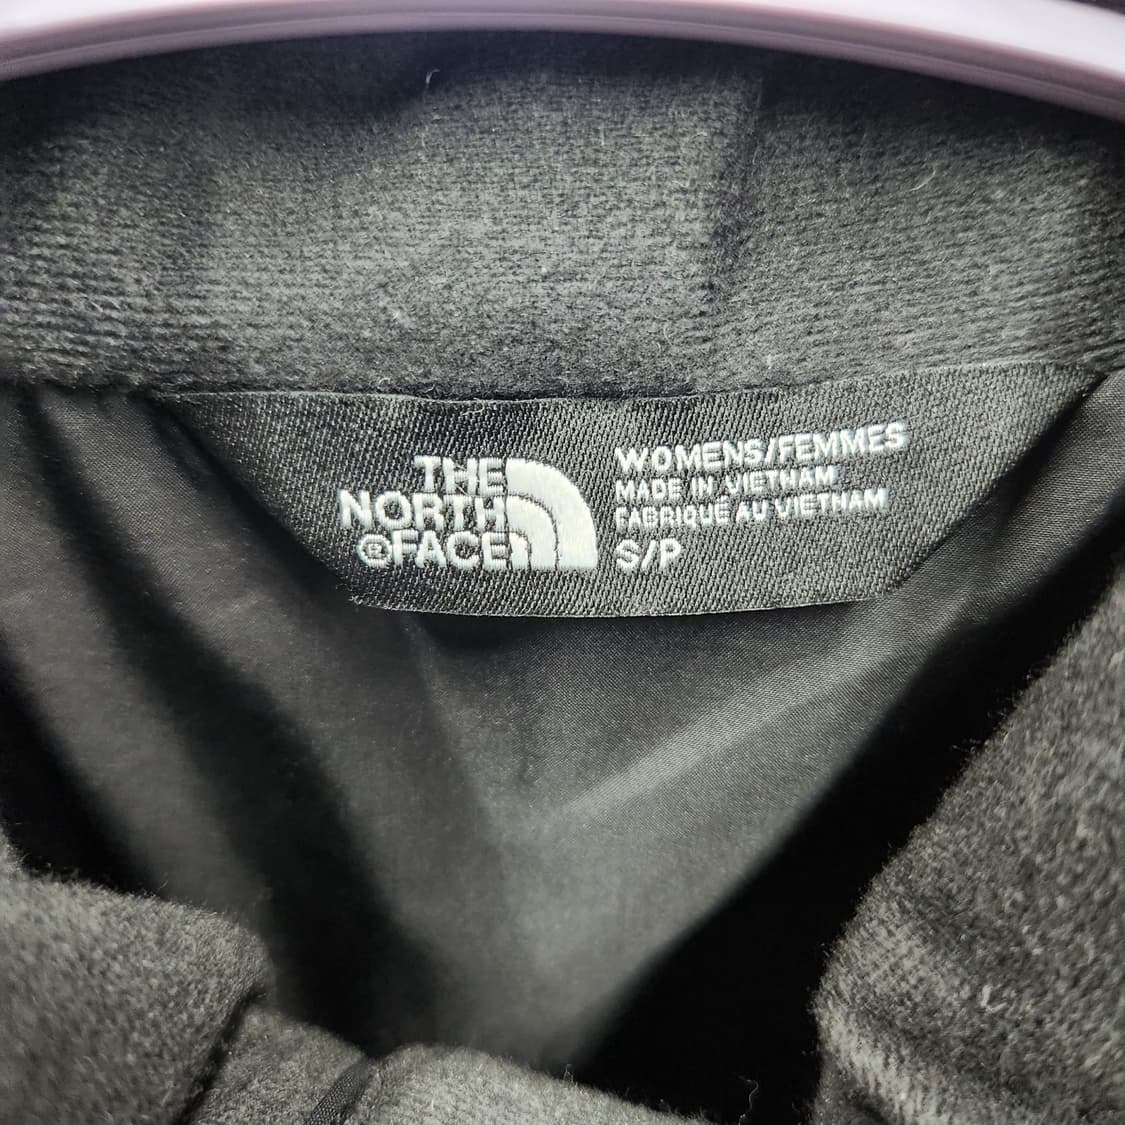 THE
NORTH
®FACE
WOMENS/FEMMES
MADE IN VIETNAM
FABRIQUÉ AU VIETNAM
S/P